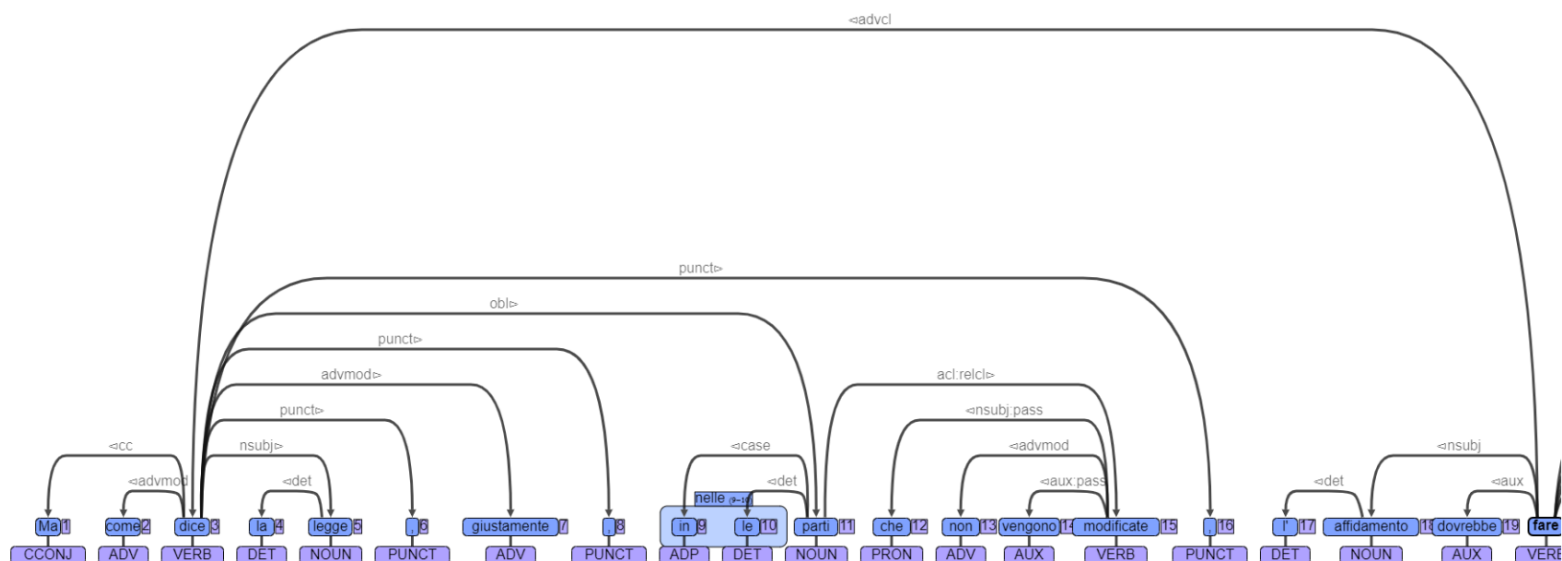 ⊲advcl
punct⊳
obl⊳
punct⊳
advmod⊳ acl:relcl⊳
punct⊳ ⊲nsubj:pass
⊲cc nsubj⊳ ⊲case ⊲advmod ⊲nsubj
⊲advmod ⊲det ⊲det ⊲aux:pass ⊲det ⊲aux
nelle (9–10)
Ma 1 come 2 dice 3 la 4 legge 5 , 6 giustamente 7 , 8 in 9 le 10 parti 11 che 12 non 13 vengono 14 modificate 15 , 16 l' 17 affidamento 18 dovrebbe 19 fare
CCONJ ADV VERB DET NOUN PUNCT ADV PUNCT ADP DET NOUN PRON ADV AUX VERB PUNCT DET NOUN AUX VERB